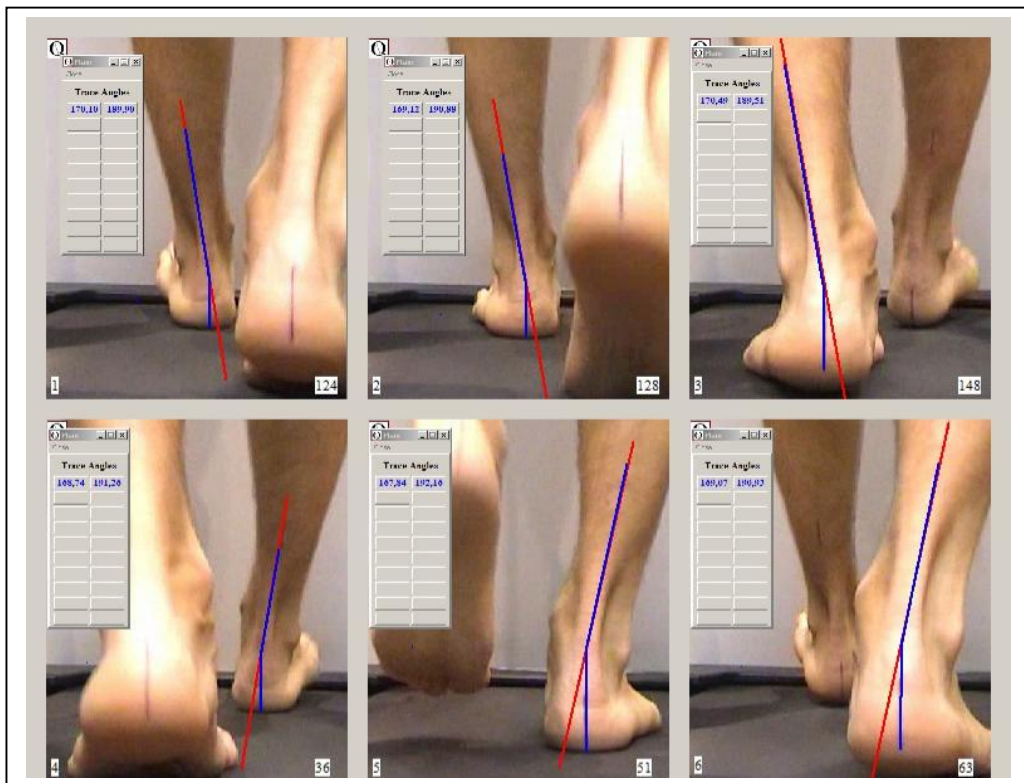 Q
Trace Angles
170,10 189,90
1
124
Q
Trace Angles
169,12 190,88
2
128
Q
Trace Angles
170,49 189,51
3
148
Q
Trace Angles
168,74 191,26
4
36
Q
Trace Angles
167,84 192,16
5
51
Q
Trace Angles
169,07 190,93
6
63